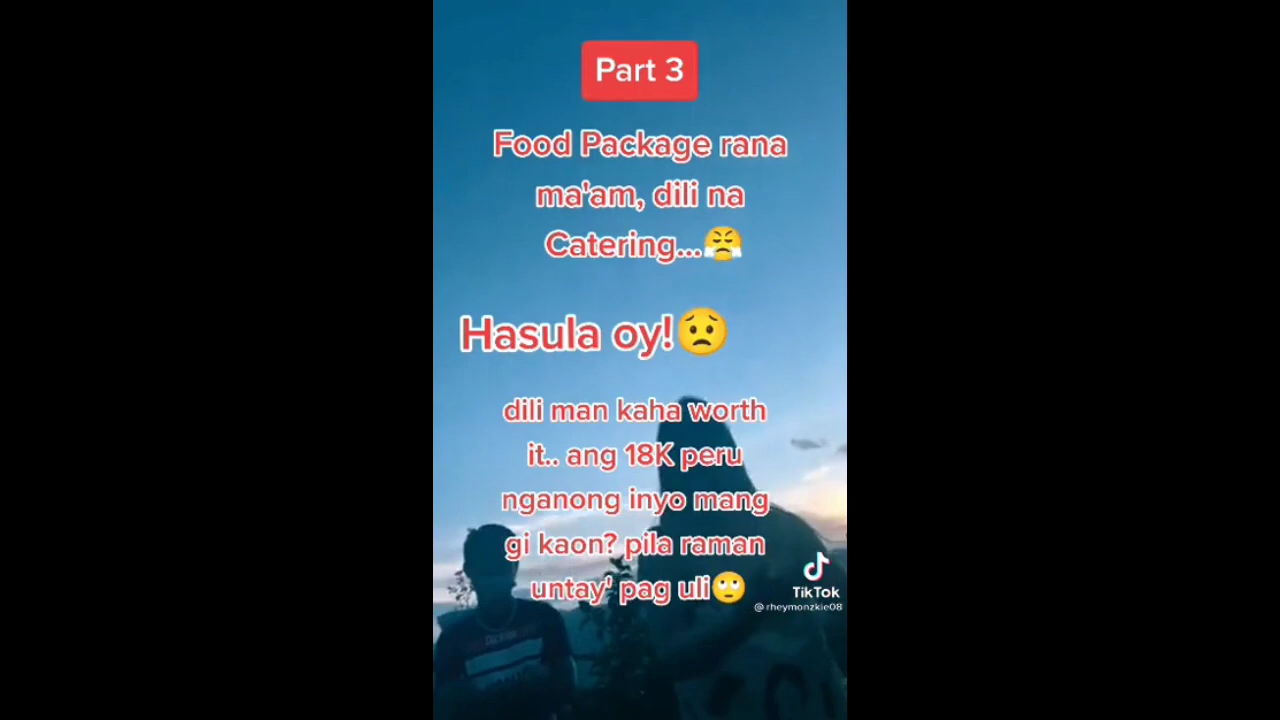 Part 3
Food Package rana
ma'am, dili na
Catering...😤
Hasula oy!😟
dili man kaha worth
it.. ang 18K peru
nganong inyo mang
gi kaon? pila raman
untay' pag uli🙄
TikTok
@rheymonzkie08